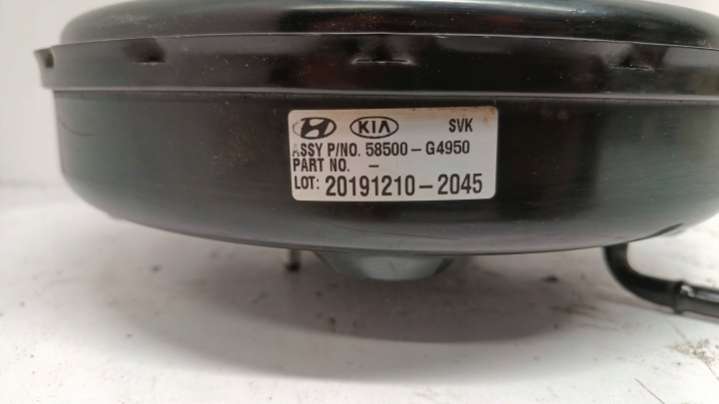 KIA SVK
ASSY P/NO. 58500-G4950
PART NO. -
LOT: 20191210-2045